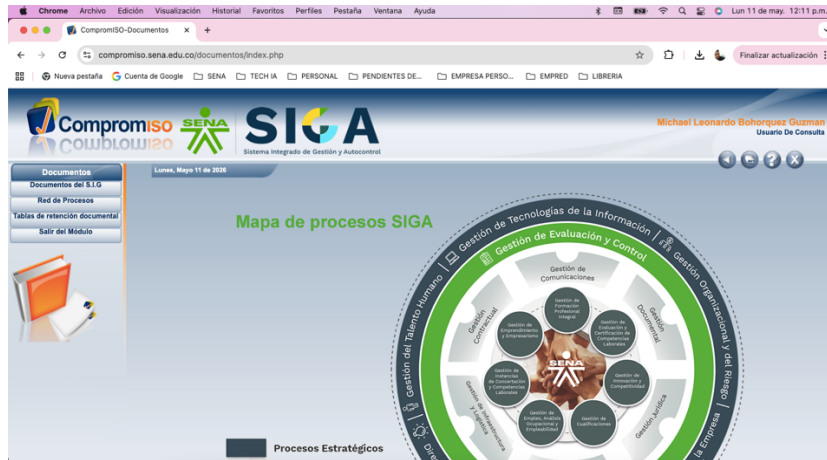 Chrome Archivo Edición Visualización Historial Favoritos Perfiles Pestaña Ventana Ayuda
Lun 11 de may. 12:11 p.m.
CompromISO-Documentos
compromiso.sena.edu.co/documentos/index.php
Finalizar actualización
Nueva pestaña Cuenta de Google SENA TECH IA PERSONAL PENDIENTES DE... EMPRESA PERSO... EMPRED LIBRERIA
Compromiso
SENA
SIGA
Sistema Integrado de Gestión y Autocontrol
Michael Leonardo Bohorquez Guzman
Usuario De Consulta
Documentos
Lunes, Mayo 11 de 2026
Documentos del S.I.G
Red de Procesos
Tablas de retención documental
Salir del Módulo
Mapa de procesos SIGA
Gestión del Talento Humano
Gestión de Tecnologías de la Información
Gestión Organizacional y del Riesgo
la Empresa
Gestión de Evaluación y Control
Gestión de
Comunicaciones
Gestión
Contractual
Gestión
Documental
Gestión Jurídica
Gestión de Infraestructura
y Logística
Gestión de
Formación
Profesional
Integral
Gestión de
Emprendimiento
y Empresarismo
Gestión de
Evaluación y
Certificación de
Competencias
Laborales
SENA
Gestión de
Instancias
de Concertación
y Competencias
Laborales
Gestión de
Innovación y
Competitividad
Gestión de
Empleo, Análisis
Ocupacional y
Empleabilidad
Gestión de
Cualificaciones
Procesos Estratégicos